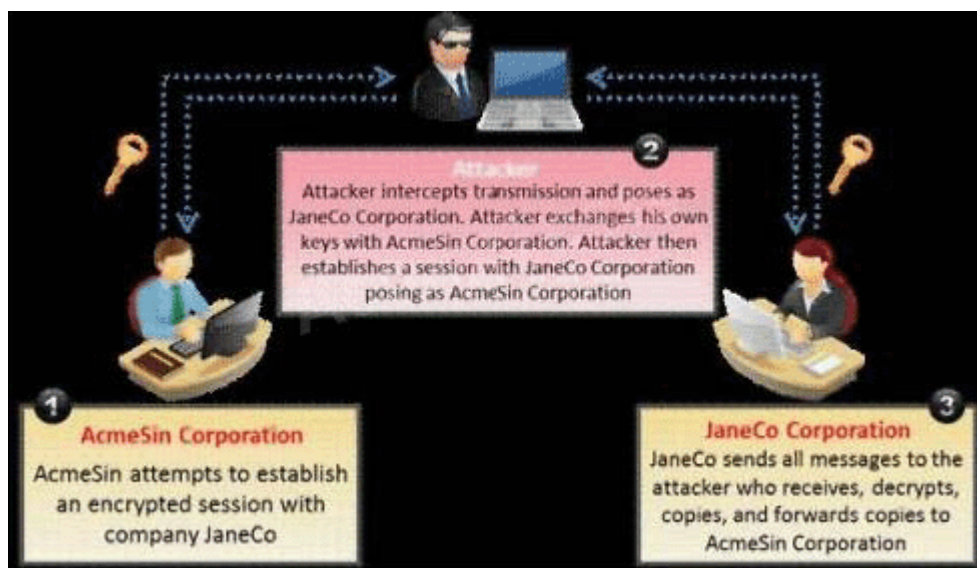 2
Attacker
Attacker intercepts transmission and poses as
JaneCo Corporation. Attacker exchanges his own
keys with AcmeSin Corporation. Attacker then
establishes a session with JaneCo Corporation
posing as AcmeSin Corporation
1
AcmeSin Corporation
AcmeSin attempts to establish
an encrypted session with
company JaneCo
3
JaneCo Corporation
JaneCo sends all messages to the
attacker who receives, decrypts,
copies, and forwards copies to
AcmeSin Corporation